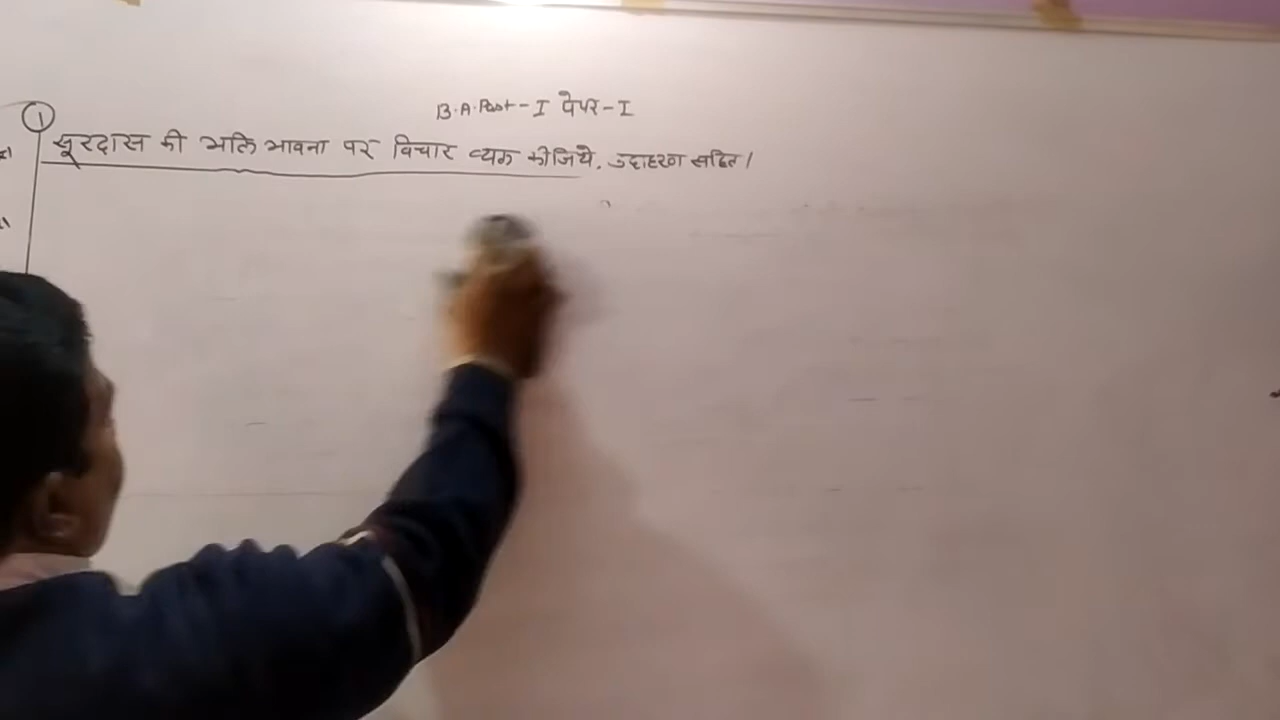 B.A. Part - I पेपर - I
① सूरदास की भक्ति भावना पर विचार व्यक्त कीजिये. उदाहरण सहित।